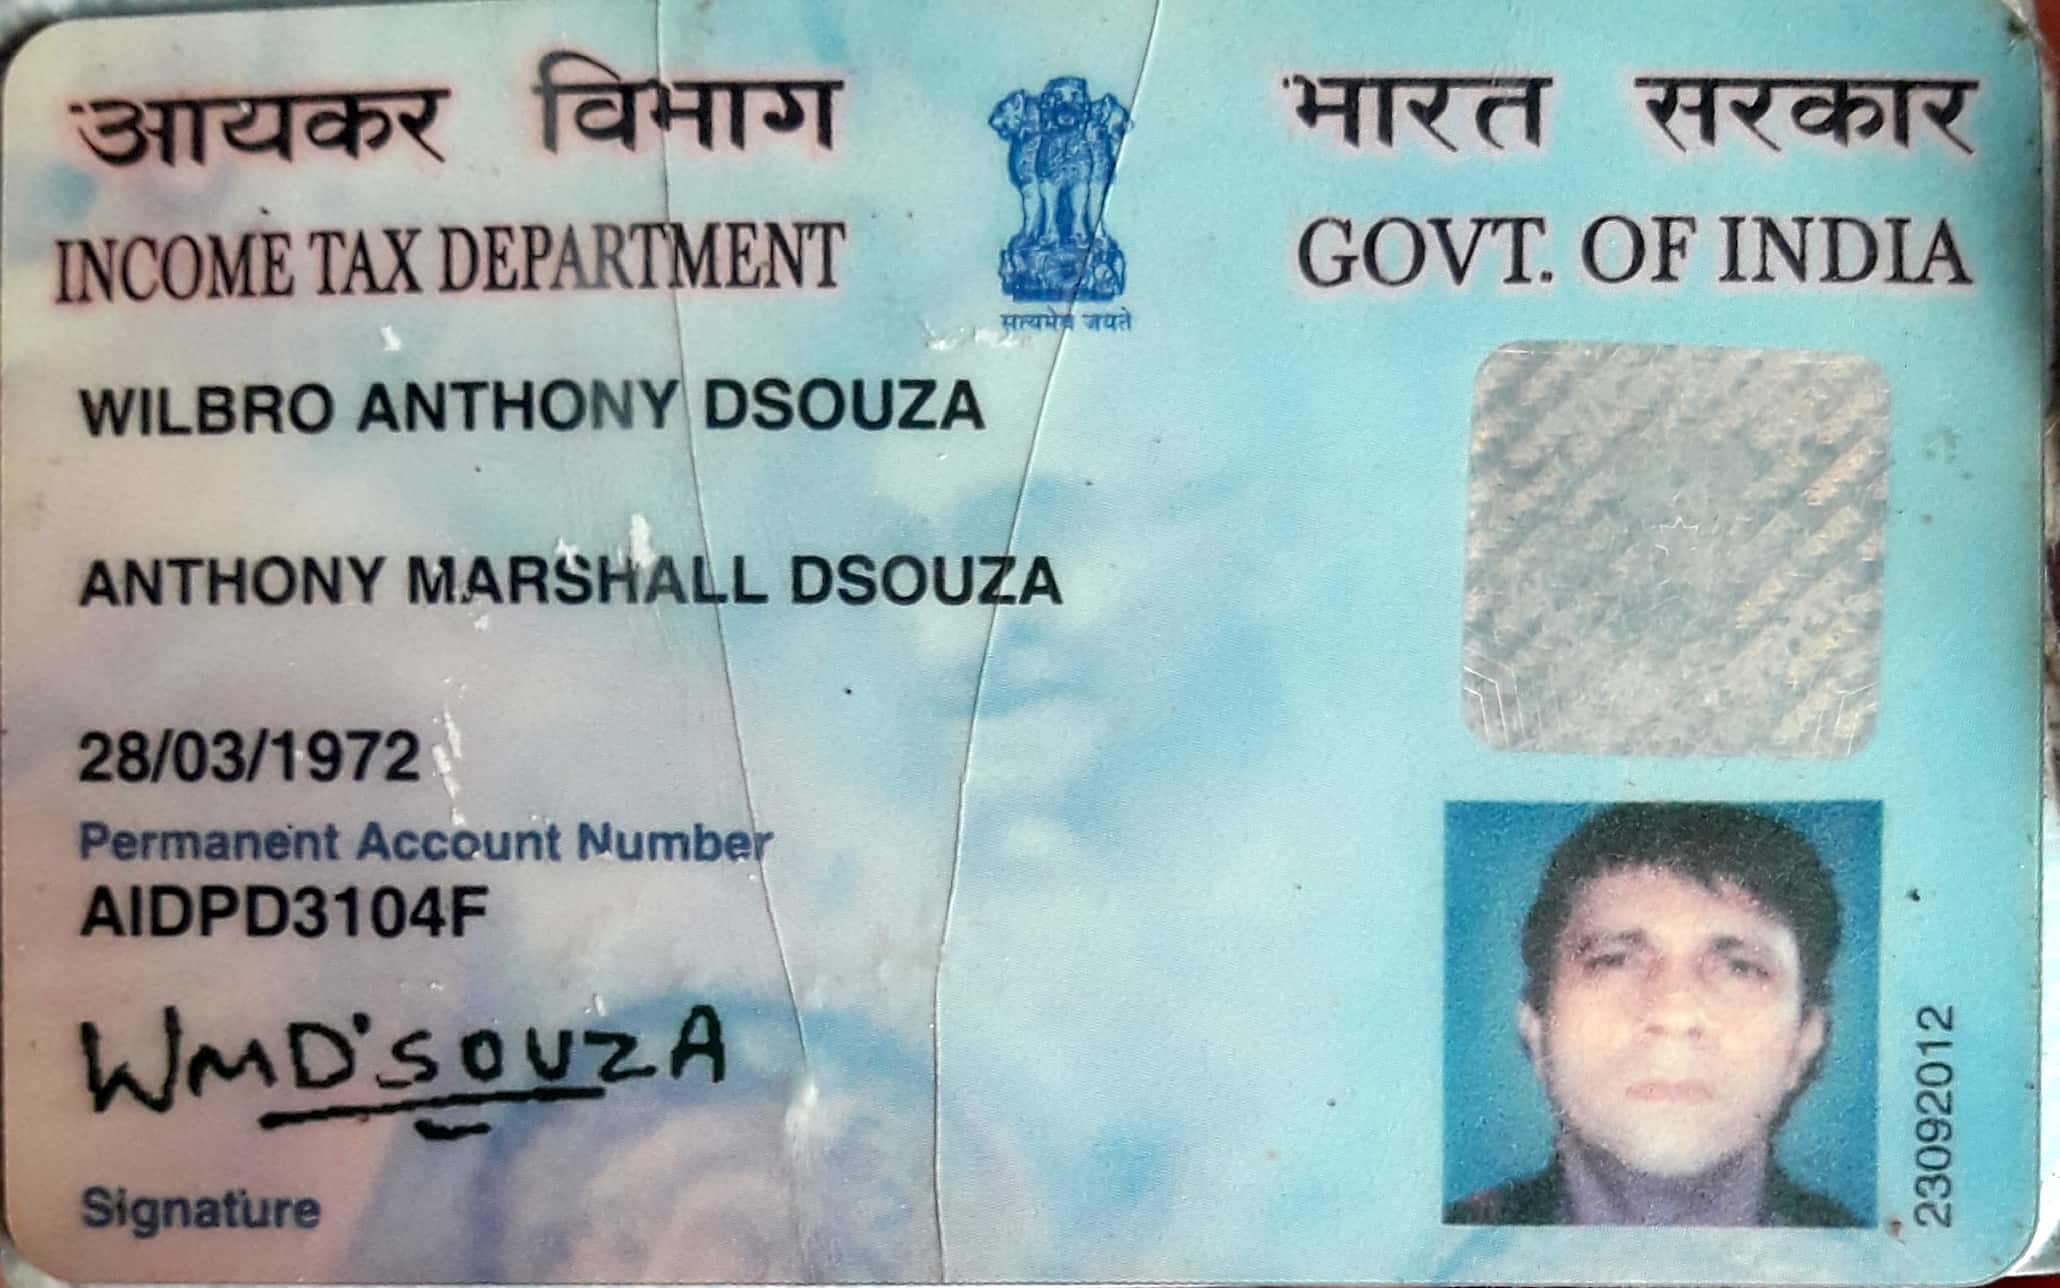 आयकर विभाग
INCOME TAX DEPARTMENT
सत्यमेव जयते
भारत सरकार
GOVT. OF INDIA
WILBRO ANTHONY DSOUZA
ANTHONY MARSHALL DSOUZA
28/03/1972
Permanent Account Number
AIDPD3104F
WMD'SOUZA
Signature
23092012